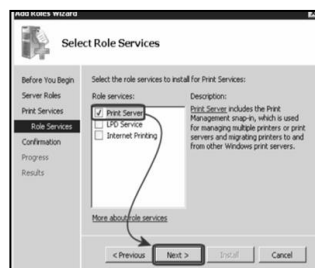 Add Roles Wizard
Select Role Services
Before You Begin
Server Roles
Print Services
Role Services
Confirmation
Progress
Results
Select the role services to install for Print Services:
Role services:
Print Server
LPD Service
Internet Printing
Description:
Print Server includes the Print
Management snap-in, which is used
for managing multiple printers or print
servers and migrating printers to and
from other Windows print servers.
More about role services
< Previous
Next >
Install
Cancel